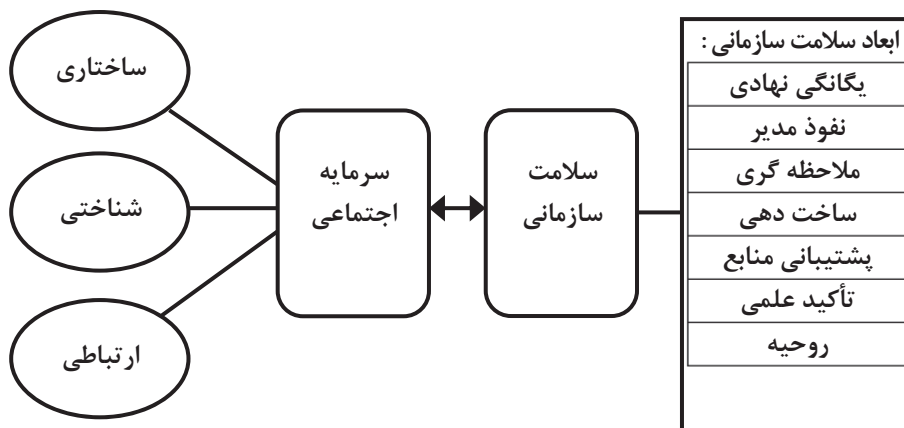 ابعاد سلامت سازمانی :
یگانگی نهادی
نفوذ مدیر
ملاحظه گری
ساخت دهی
پشتیبانی منابع
تأکید علمی
روحیه
سلامت
سازمانی
سرمایه
اجتماعی
ساختاری
شناختی
ارتباطی